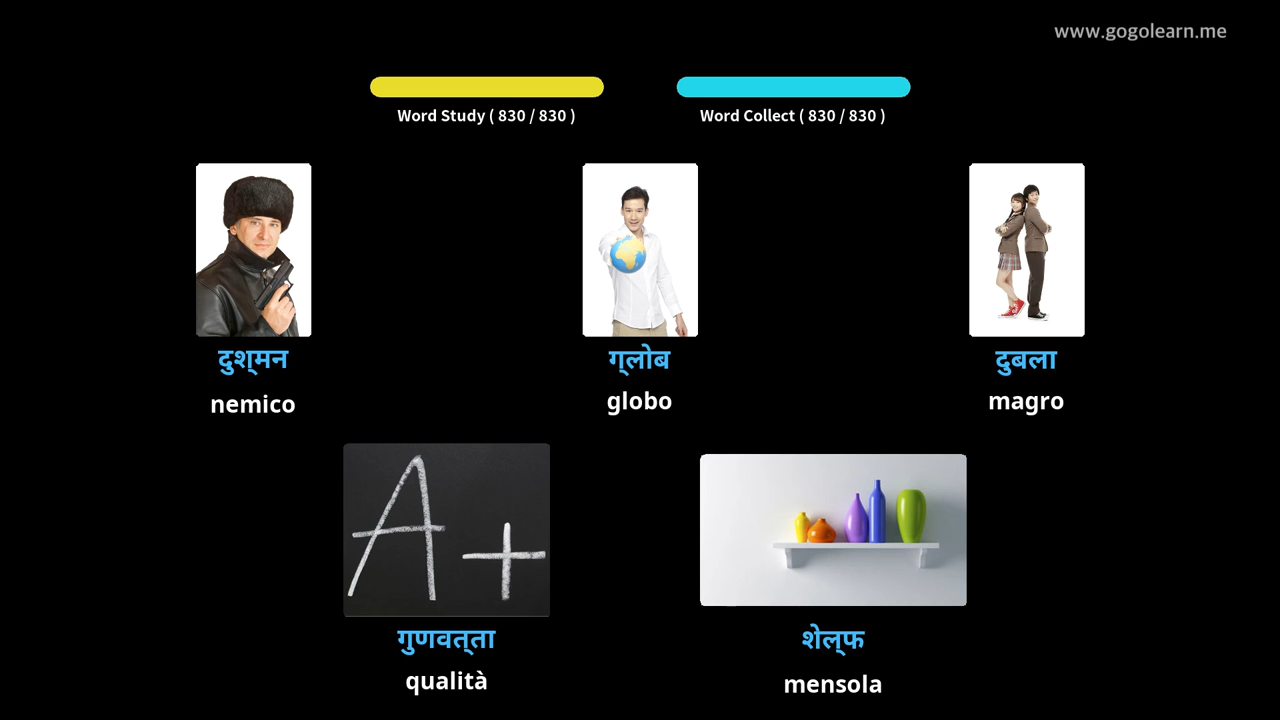 www.gogolearn.me
Word Study ( 830 / 830 )
Word Collect ( 830 / 830 )
दुश्मन
ग्लोब
दुबला
nemico
globo
magro
A+
गुणवत्ता
शेल्फ
qualità
mensola